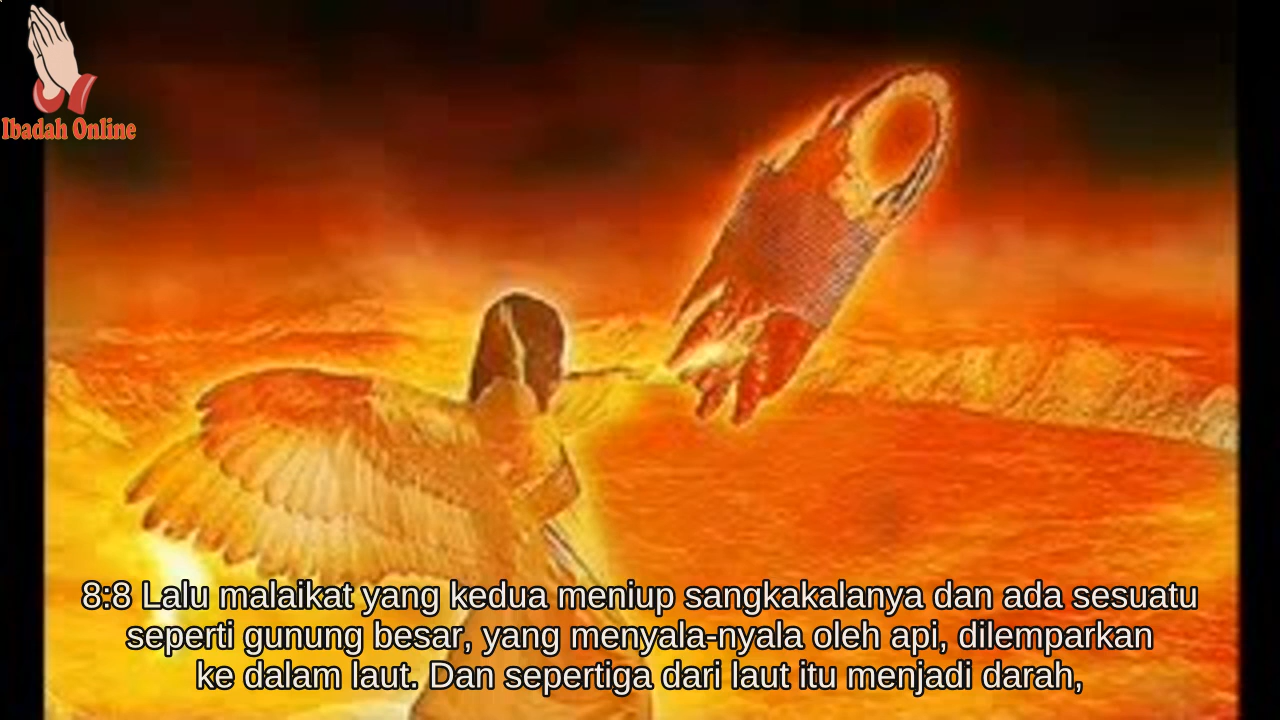 Ibadah Online
8:8 Lalu malaikat yang kedua meniup sangkakalanya dan ada sesuatu
seperti gunung besar, yang menyala-nyala oleh api, dilemparkan
ke dalam laut. Dan sepertiga dari laut itu menjadi darah,